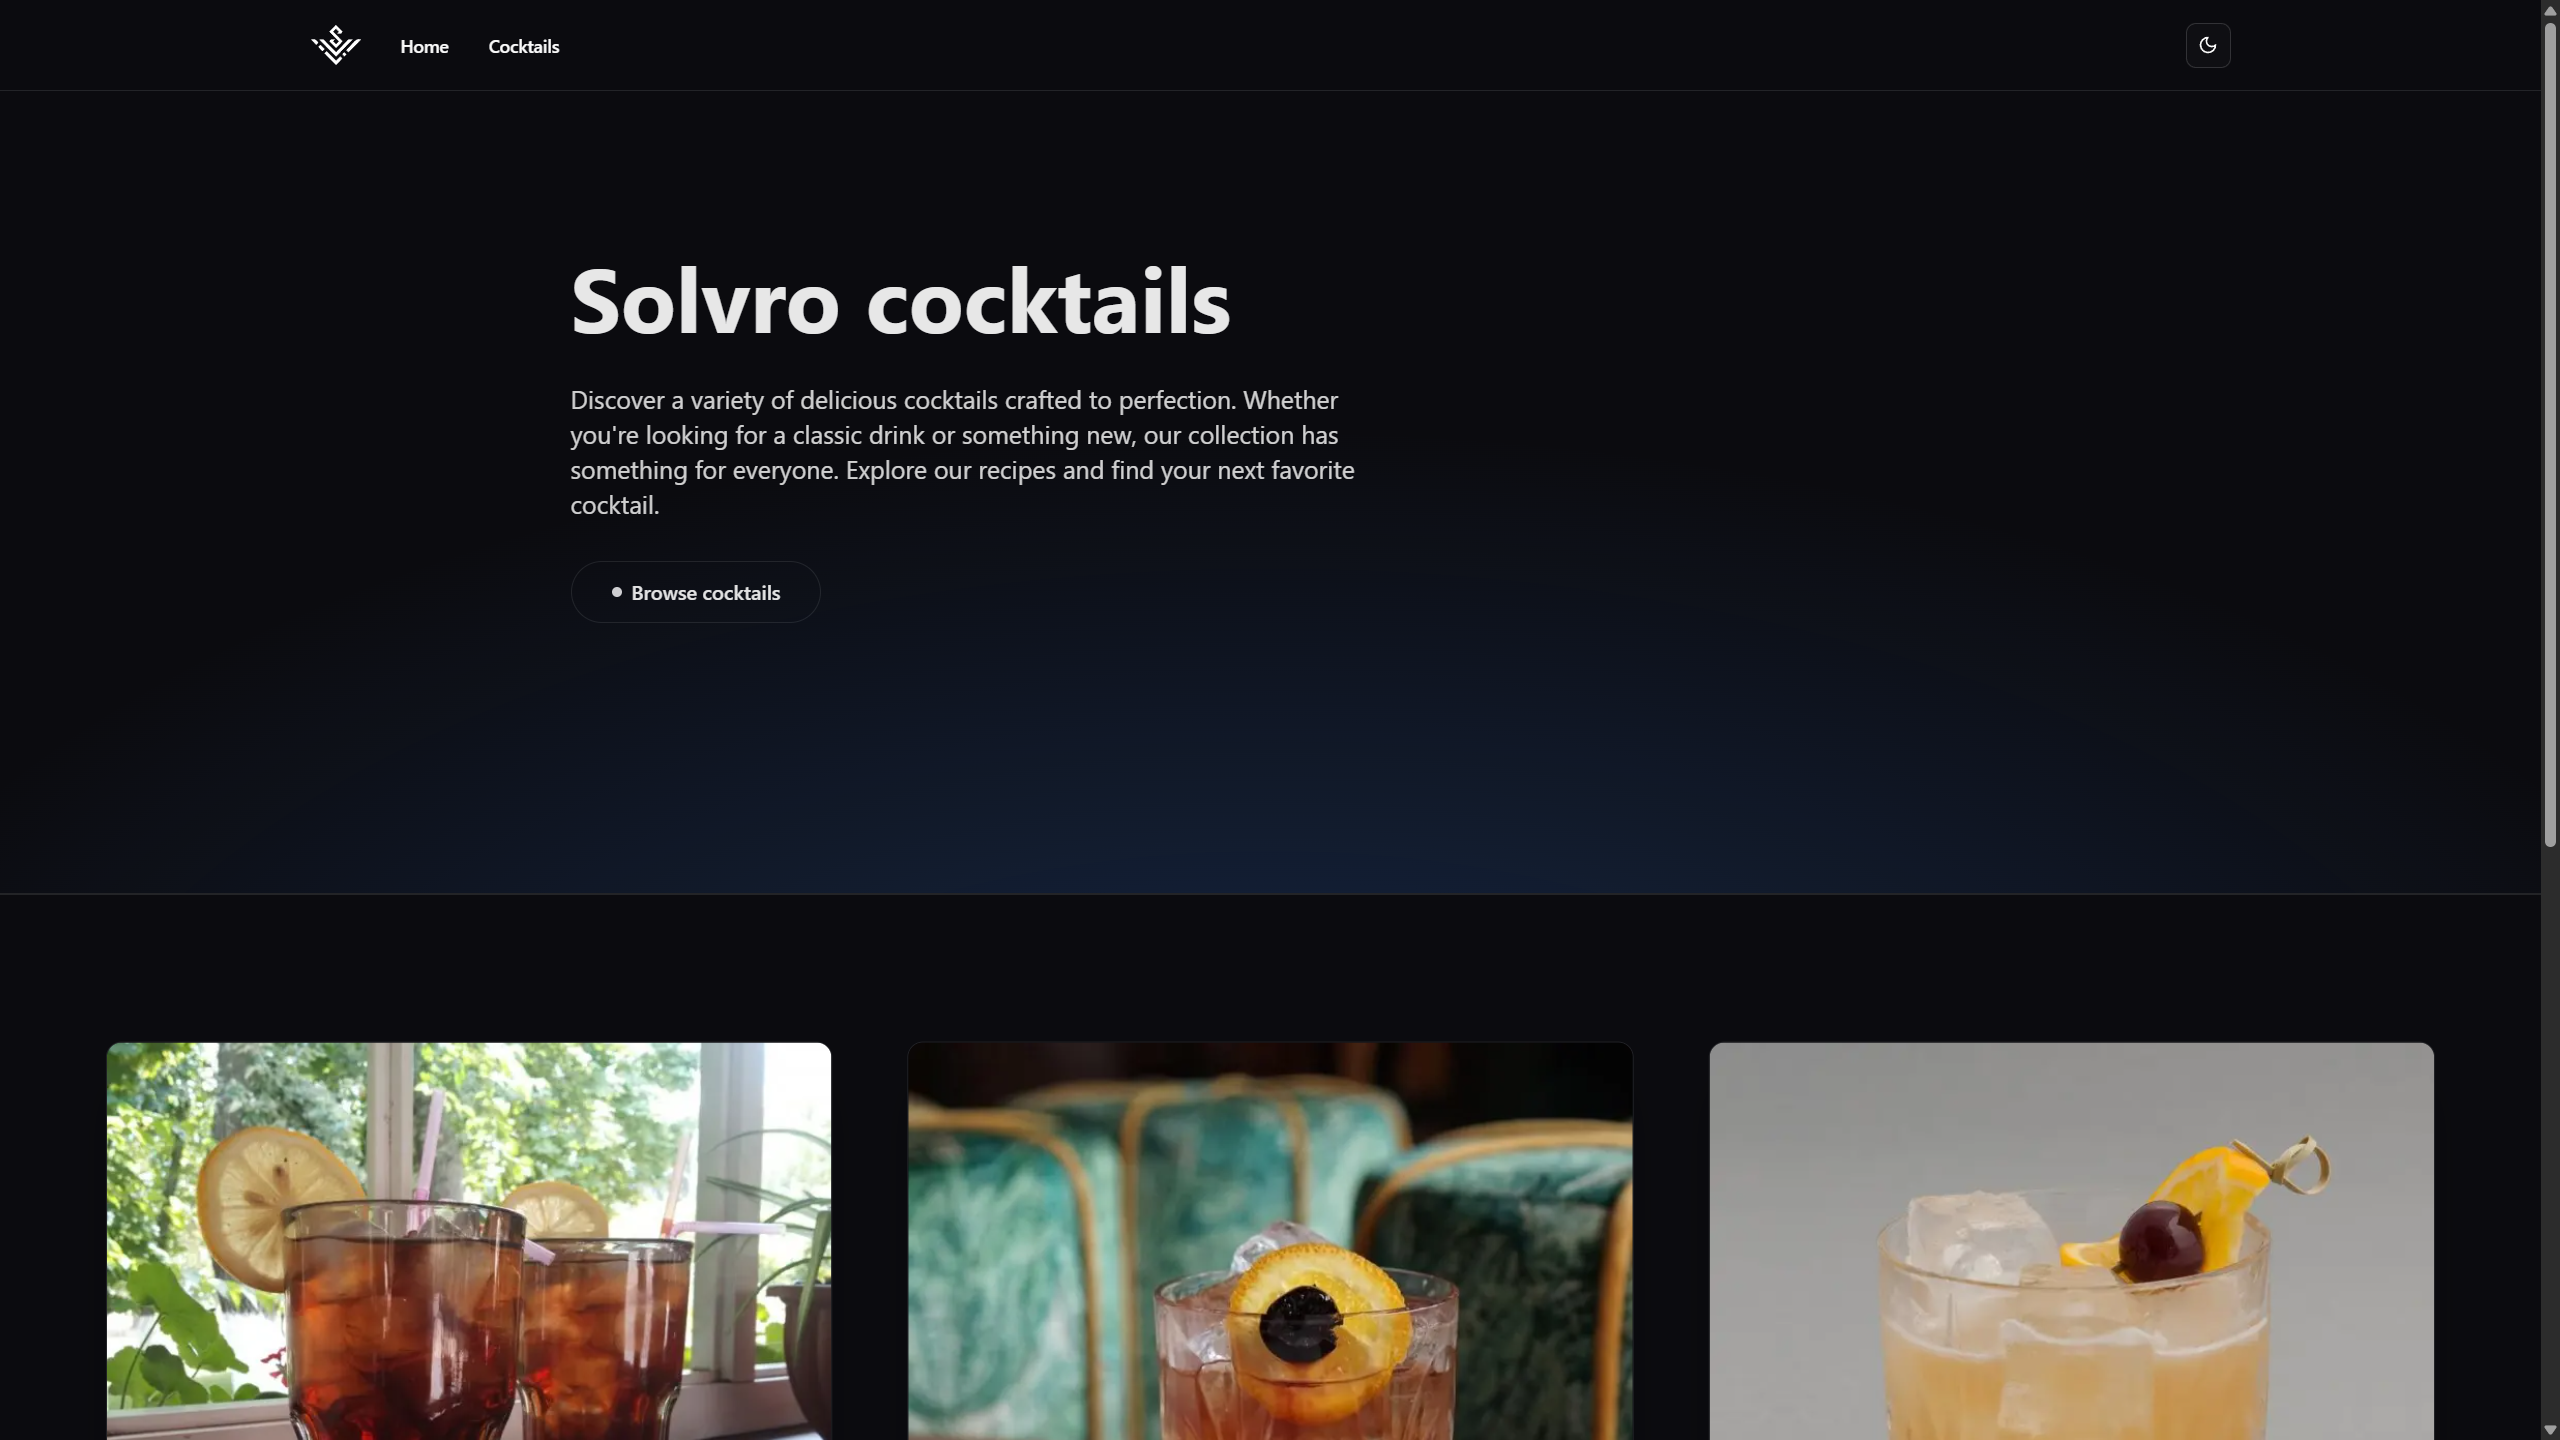 Home
Cocktails
Solvro cocktails
Discover a variety of delicious cocktails crafted to perfection. Whether
you're looking for a classic drink or something new, our collection has
something for everyone. Explore our recipes and find your next favorite
cocktail.
Browse cocktails